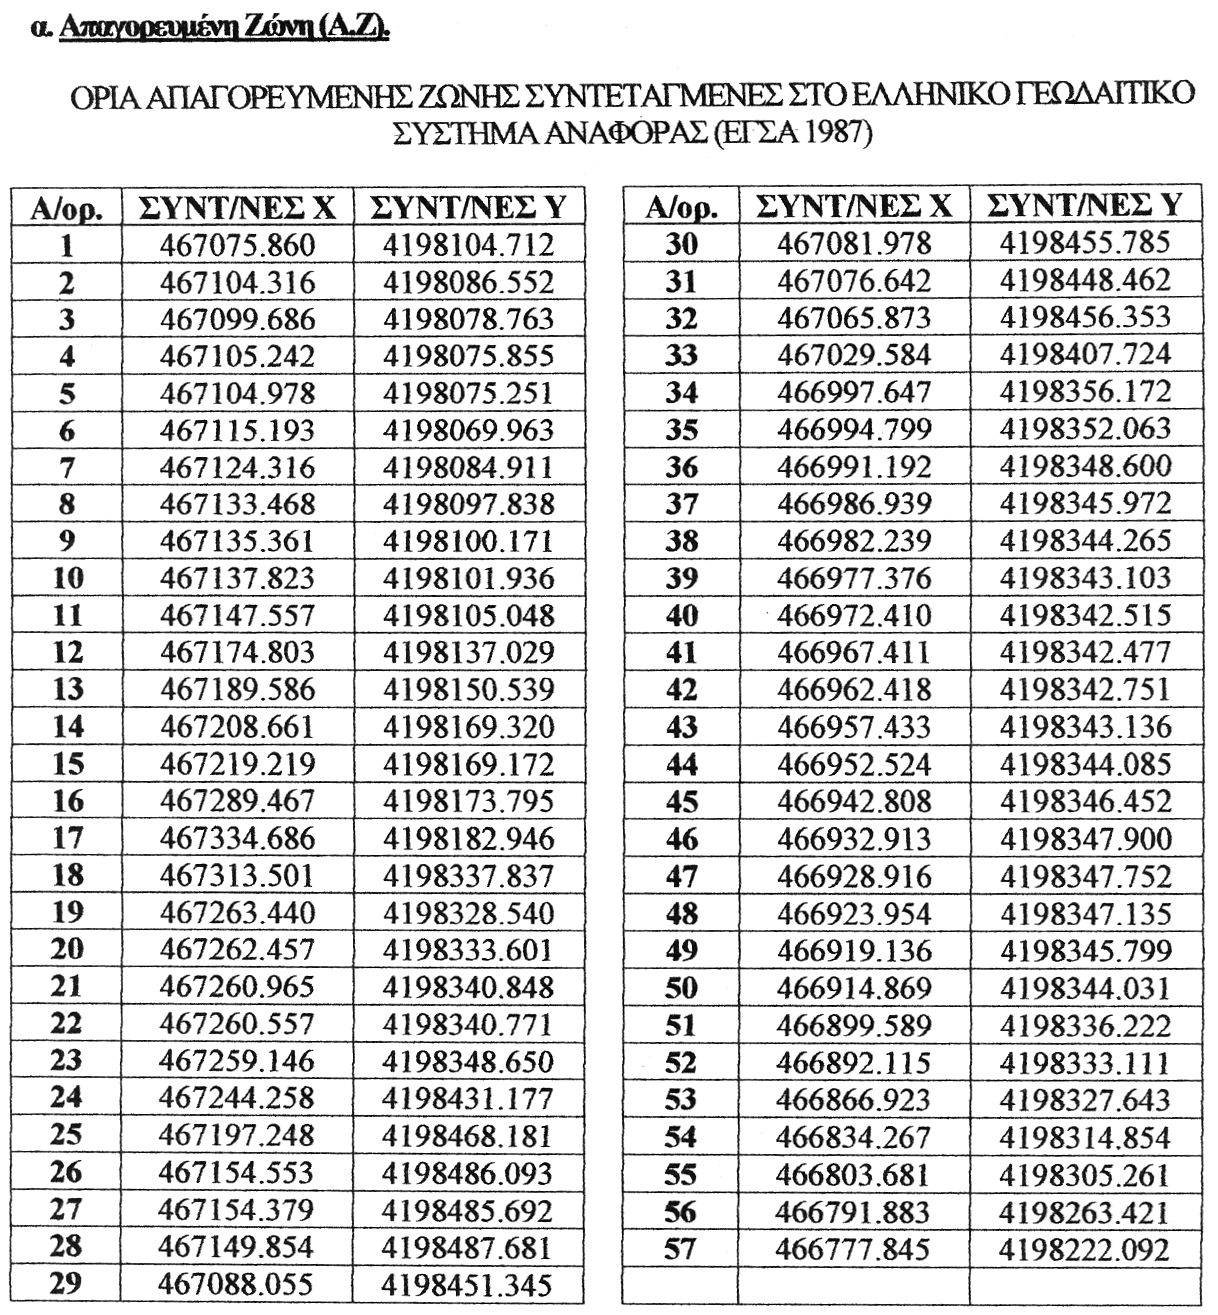 α. Απαγορευμένη Ζώνη (Α.Ζ).
ΟΡΙΑ ΑΠΑΓΟΡΕΥΜΕΝΗΣ ΖΩΝΗΣ ΣΥΝΤΕΤΑΓΜΕΝΕΣ ΣΤΟ ΕΛΛΗΝΙΚΟ ΓΕΩΔΑΙΤΙΚΟ
ΣΥΣΤΗΜΑ ΑΝΑΦΟΡΑΣ (ΕΓΣΑ 1987)
Α/ορ. ΣΥΝΤ/ΝΕΣ Χ ΣΥΝΤ/ΝΕΣ Υ
1 467075.860 4198104.712
2 467104.316 4198086.552
3 467099.686 4198078.763
4 467105.242 4198075.855
5 467104.978 4198075.251
6 467115.193 4198069.963
7 467124.316 4198084.911
8 467133.468 4198097.838
9 467135.361 4198100.171
10 467137.823 4198101.936
11 467147.557 4198105.048
12 467174.803 4198137.029
13 467189.586 4198150.539
14 467208.661 4198169.320
15 467219.219 4198169.172
16 467289.467 4198173.795
17 467334.686 4198182.946
18 467313.501 4198337.837
19 467263.440 4198328.540
20 467262.457 4198333.601
21 467260.965 4198340.848
22 467260.557 4198340.771
23 467259.146 4198348.650
24 467244.258 4198431.177
25 467197.248 4198468.181
26 467154.553 4198486.093
27 467154.379 4198485.692
28 467149.854 4198487.681
29 467088.055 4198451.345
Α/ορ. ΣΥΝΤ/ΝΕΣ Χ ΣΥΝΤ/ΝΕΣ Υ
30 467081.978 4198455.785
31 467076.642 4198448.462
32 467065.873 4198456.353
33 467029.584 4198407.724
34 466997.647 4198356.172
35 466994.799 4198352.063
36 466991.192 4198348.600
37 466986.939 4198345.972
38 466982.239 4198344.265
39 466977.376 4198343.103
40 466972.410 4198342.515
41 466967.411 4198342.477
42 466962.418 4198342.751
43 466957.433 4198343.136
44 466952.524 4198344.085
45 466942.808 4198346.452
46 466932.913 4198347.900
47 466928.916 4198347.752
48 466923.954 4198347.135
49 466919.136 4198345.799
50 466914.869 4198344.031
51 466899.589 4198336.222
52 466892.115 4198333.111
53 466866.923 4198327.643
54 466834.267 4198314.854
55 466803.681 4198305.261
56 466791.883 4198263.421
57 466777.845 4198222.092